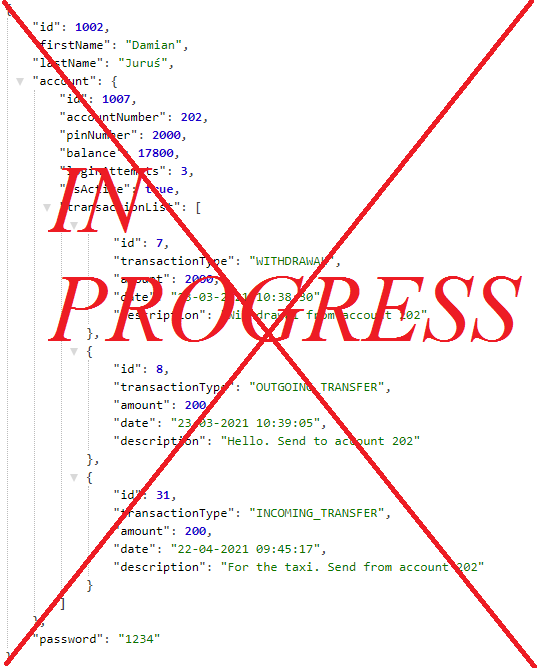 {
"id": 1002,
"firstName": "Damian",
"lastName": "Juruś",
"account": {
"id": 1007,
"accountNumber": 202,
"pinNumber": 2000,
"balance": 17800,
"loginAttempts": 3,
"isActive": true,
"transactionList": [
IN
"id": 7,
"transactionType": "WITHDRAWAL",
"amount": 2000,
"date": "23-03-2021 10:38:30",
PROGRESS
"description": "Withdrawal from account 202"
},
{
"id": 8,
"transactionType": "OUTGOING_TRANSFER",
"amount": 200,
"date": "23-03-2021 10:39:05",
"description": "Hello. Send to account 202"
},
{
"id": 31,
"transactionType": "INCOMING_TRANSFER",
"amount": 200,
"date": "22-04-2021 09:45:17",
"description": "For the taxi. Send from account 202"
}
]
},
"password": "1234"
}